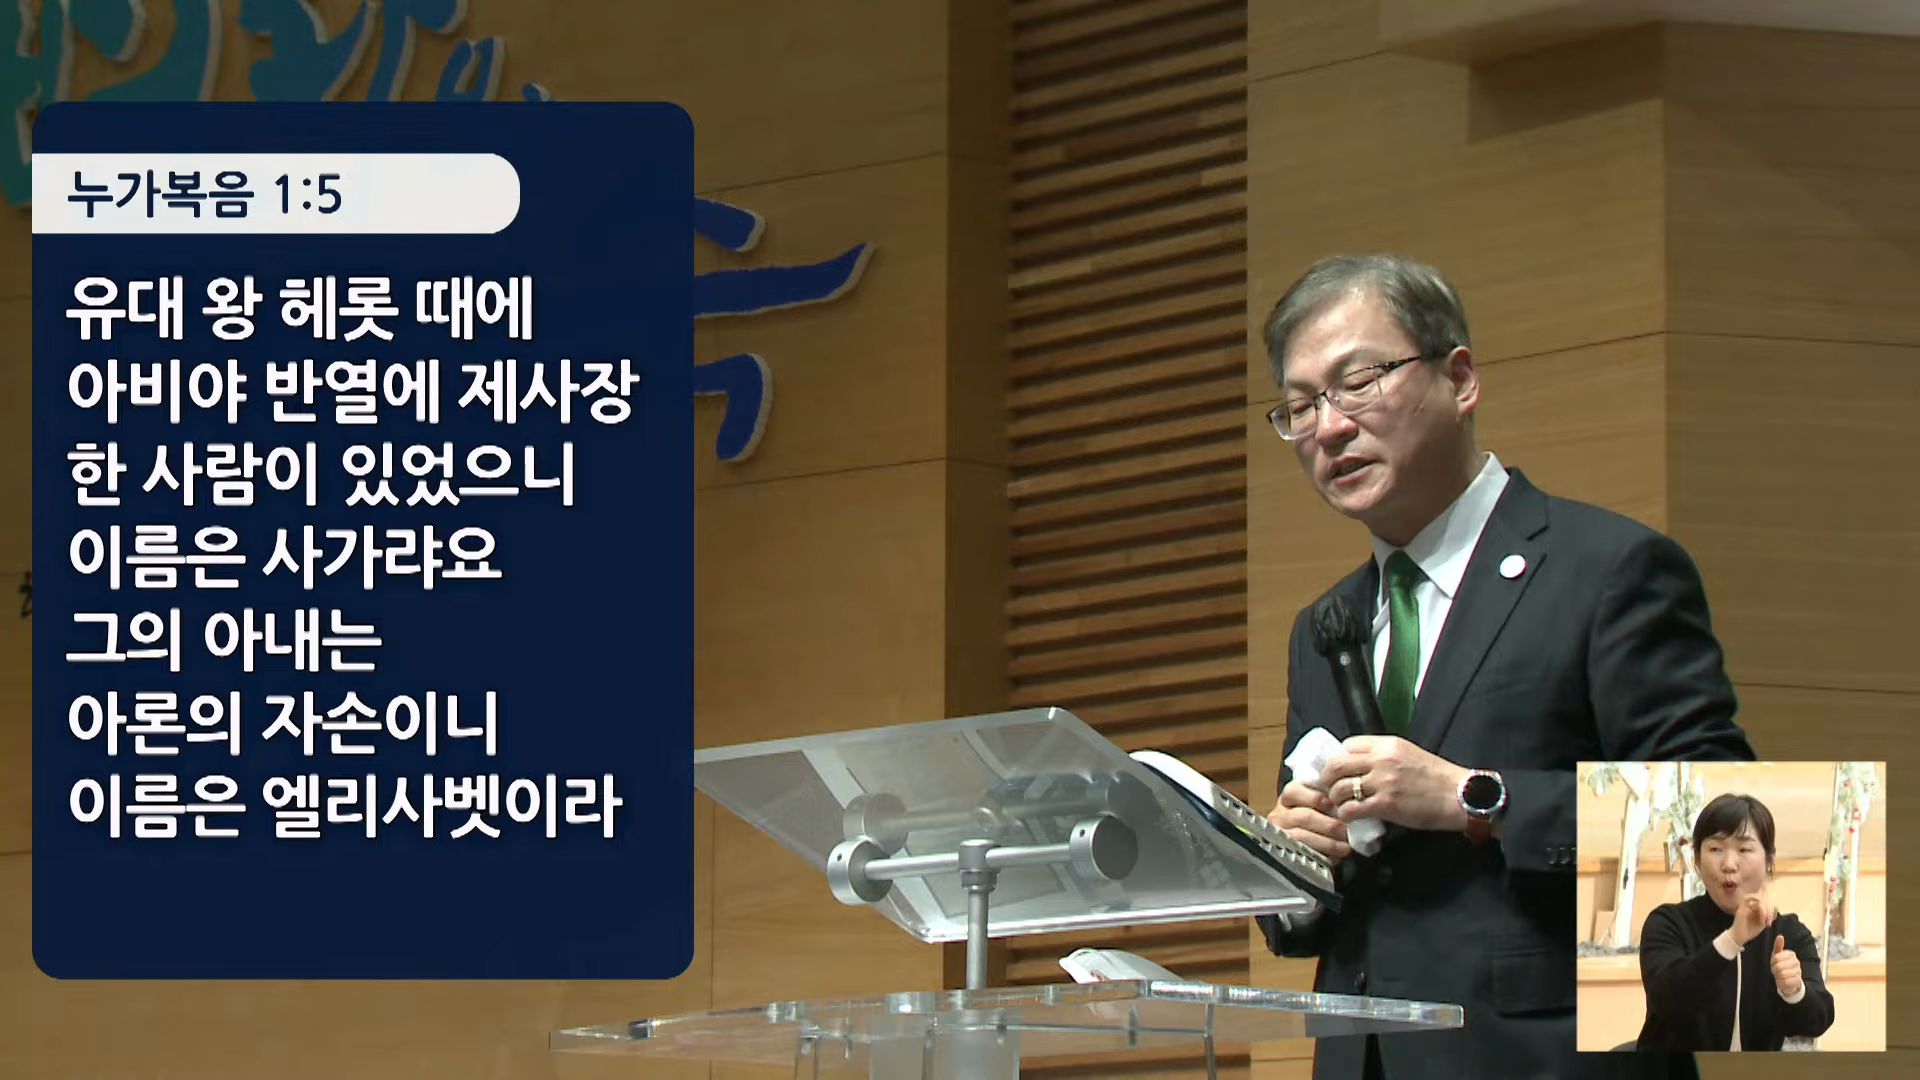 누가복음 1:5
유대 왕 헤롯 때에
아비야 반열에 제사장
한 사람이 있었으니
이름은 사가랴요
그의 아내는
아론의 자손이니
이름은 엘리사벳이라